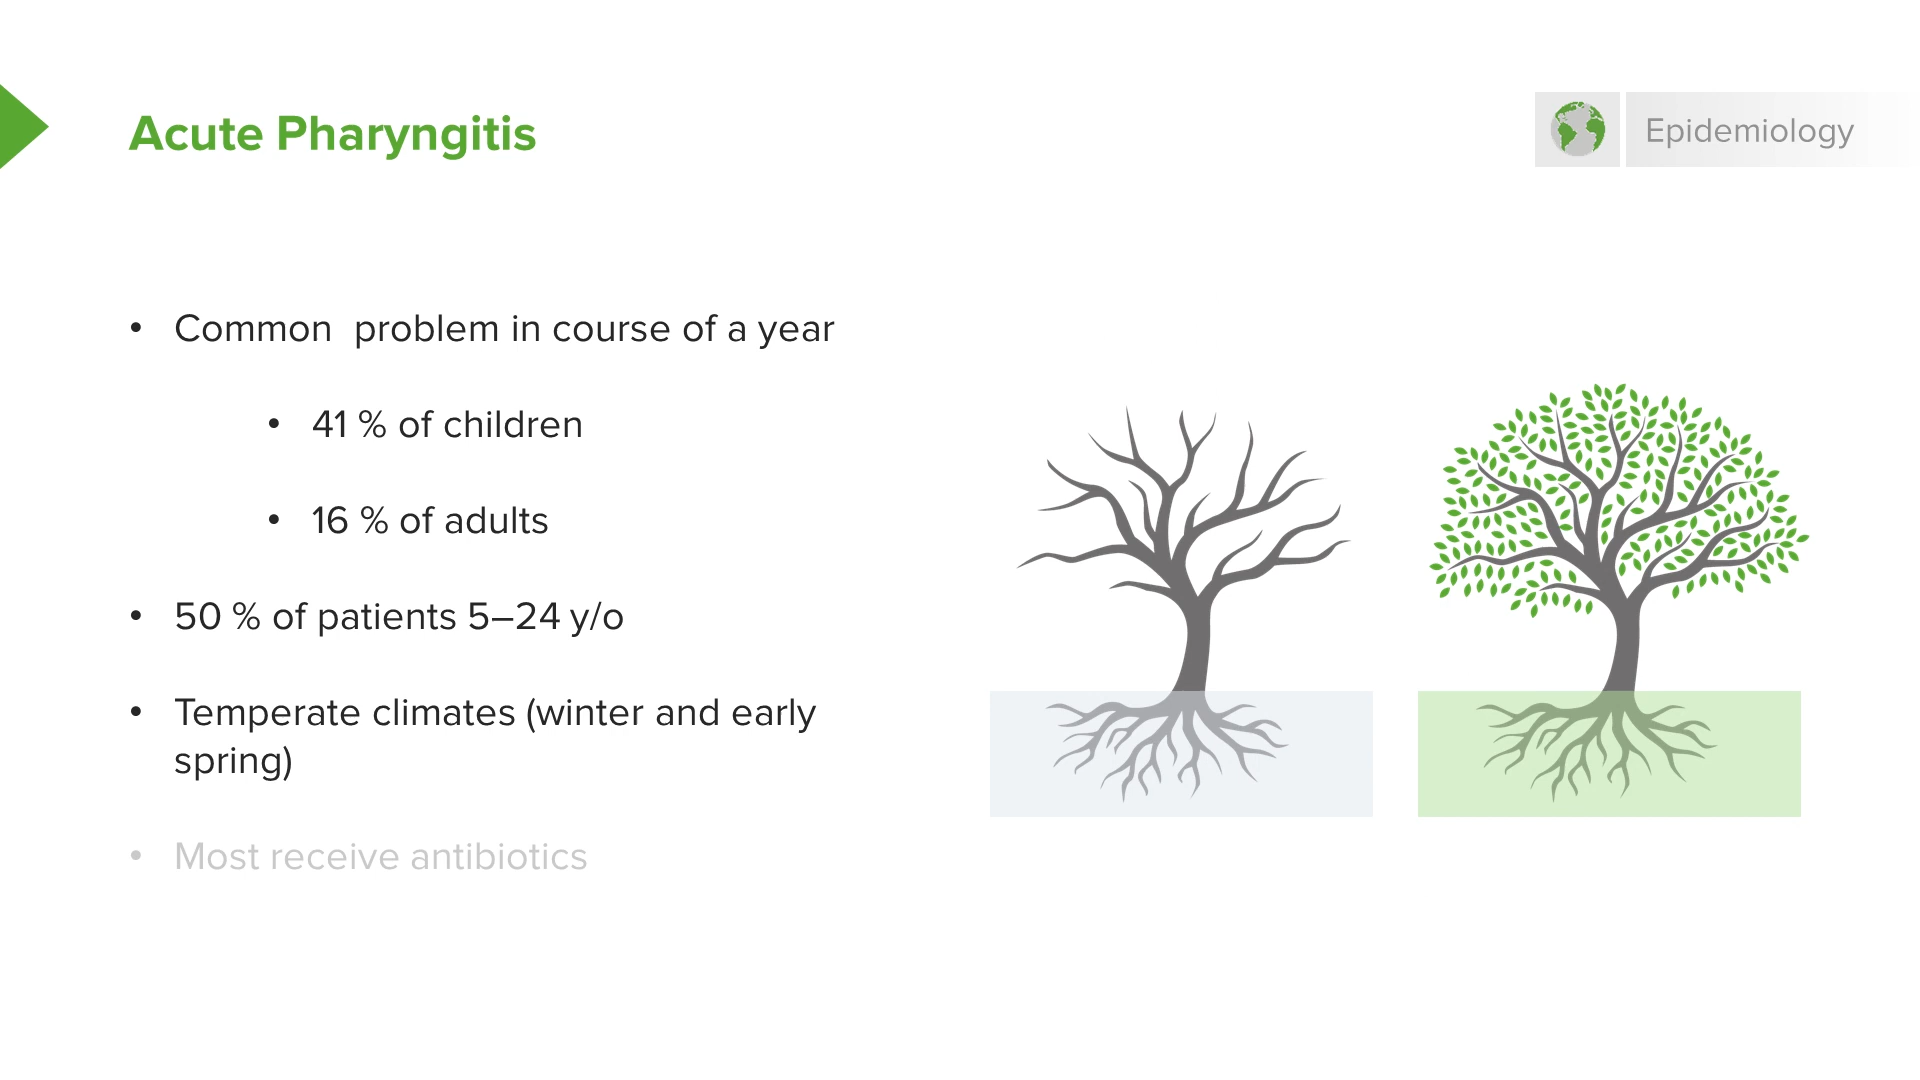 Acute Pharyngitis
Epidemiology
• Common  problem in course of a year
• 41 % of children
• 16 % of adults
• 50 % of patients 5–24 y/o
• Temperate climates (winter and early
spring)
• Most receive antibiotics